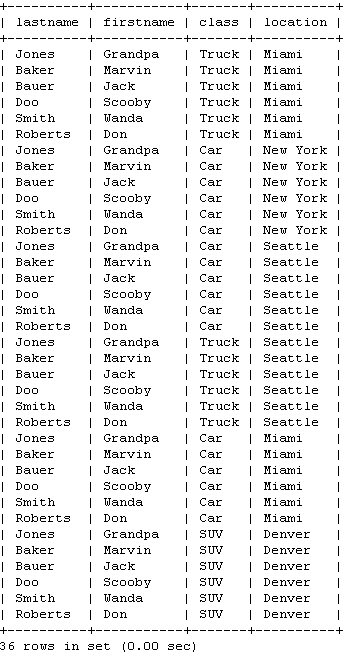 +----------+-----------+-------+----------+
| lastname | firstname | class | location |
+----------+-----------+-------+----------+
| Jones    | Grandpa   | Truck | Miami    |
| Baker    | Marvin    | Truck | Miami    |
| Bauer    | Jack      | Truck | Miami    |
| Doo      | Scooby    | Truck | Miami    |
| Smith    | Wanda     | Truck | Miami    |
| Roberts  | Don       | Truck | Miami    |
| Jones    | Grandpa   | Car   | New York |
| Baker    | Marvin    | Car   | New York |
| Bauer    | Jack      | Car   | New York |
| Doo      | Scooby    | Car   | New York |
| Smith    | Wanda     | Car   | New York |
| Roberts  | Don       | Car   | New York |
| Jones    | Grandpa   | Car   | Seattle  |
| Baker    | Marvin    | Car   | Seattle  |
| Bauer    | Jack      | Car   | Seattle  |
| Doo      | Scooby    | Car   | Seattle  |
| Smith    | Wanda     | Car   | Seattle  |
| Roberts  | Don       | Car   | Seattle  |
| Jones    | Grandpa   | Truck | Seattle  |
| Baker    | Marvin    | Truck | Seattle  |
| Bauer    | Jack      | Truck | Seattle  |
| Doo      | Scooby    | Truck | Seattle  |
| Smith    | Wanda     | Truck | Seattle  |
| Roberts  | Don       | Truck | Seattle  |
| Jones    | Grandpa   | Car   | Miami    |
| Baker    | Marvin    | Car   | Miami    |
| Bauer    | Jack      | Car   | Miami    |
| Doo      | Scooby    | Car   | Miami    |
| Smith    | Wanda     | Car   | Miami    |
| Roberts  | Don       | Car   | Miami    |
| Jones    | Grandpa   | SUV   | Denver   |
| Baker    | Marvin    | SUV   | Denver   |
| Bauer    | Jack      | SUV   | Denver   |
| Doo      | Scooby    | SUV   | Denver   |
| Smith    | Wanda     | SUV   | Denver   |
| Roberts  | Don       | SUV   | Denver   |
+----------+-----------+-------+----------+
36 rows in set (0.00 sec)